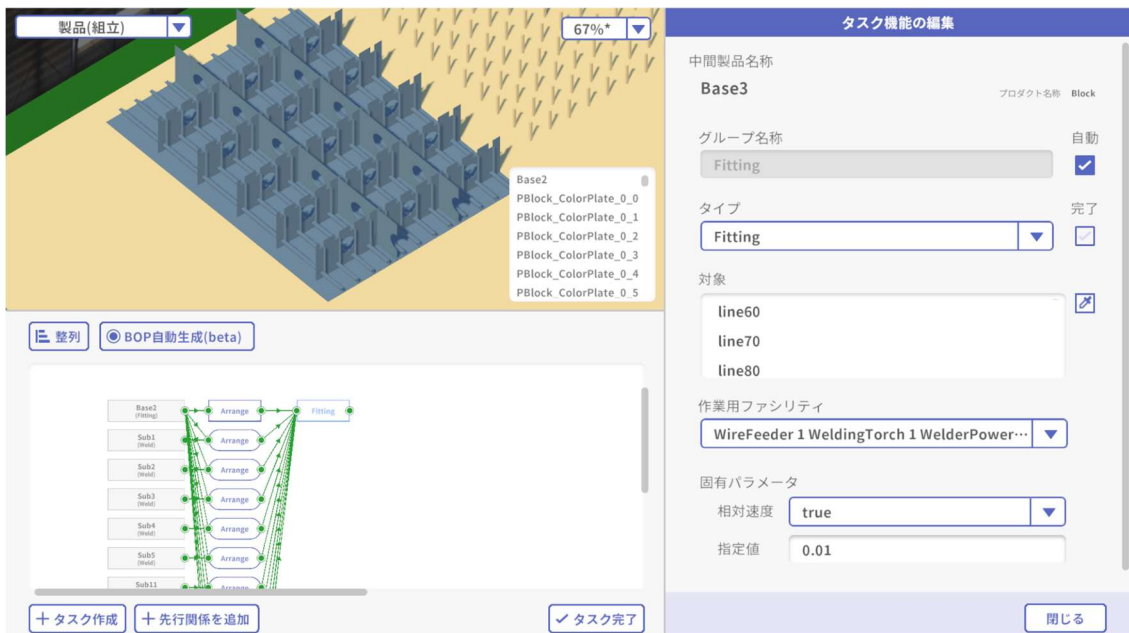 製品(組立)
67%*
Base2
PBlock_ColorPlate_0_0
PBlock_ColorPlate_0_1
PBlock_ColorPlate_0_2
PBlock_ColorPlate_0_3
PBlock_ColorPlate_0_4
PBlock_ColorPlate_0_5
整列
BOP自動生成(beta)
Base2
(Fitting)
Arrange
Fitting
Sub1
(Weld)
Arrange
Sub2
(Weld)
Arrange
Sub3
(Weld)
Arrange
Sub4
(Weld)
Arrange
Sub5
(Weld)
Arrange
Sub11
Arrange
タスク作成
先行関係を追加
タスク完了
タスク機能の編集
中間製品名称
Base3
プロダクト名称 Block
グループ名称
自動
Fitting
タイプ
完了
Fitting
対象
line60
line70
line80
作業用ファシリティ
WireFeeder 1 WeldingTorch 1 WelderPower…
固有パラメータ
相対速度
true
指定値
0.01
閉じる